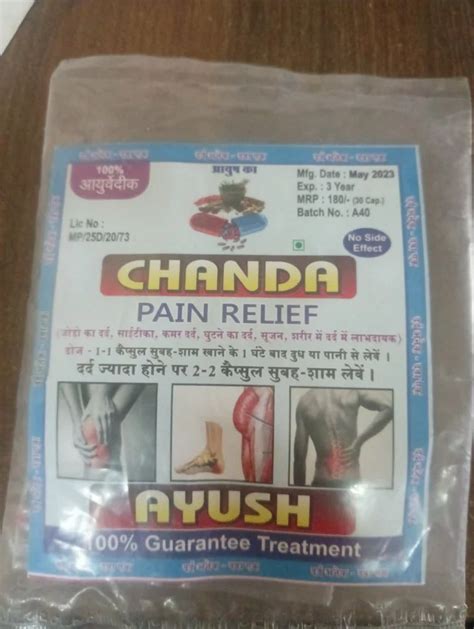 100%
आयुर्वेदीक
आयुष का
Mfg. Date : May 2023
Exp. : 3 Year
MRP : 180/- (30 Cap.)
Batch No. : A40
Lic No :
MP/25D/20/73
No Side
Effect
CHANDA
PAIN RELIEF
(जोडो का दर्द, साईटीका, कमर दर्द, घुटने का दर्द, सूजन, शरीर में दर्द में लाभदायक)
डोज - 1-1 कैप्सुल सुबह-शाम खाने के 1 घंटे बाद दुध या पानी से लेवें ।
दर्द ज्यादा होने पर 2-2 कैप्सुल सुबह-शाम लेवें ।
AYUSH
100% Guarantee Treatment